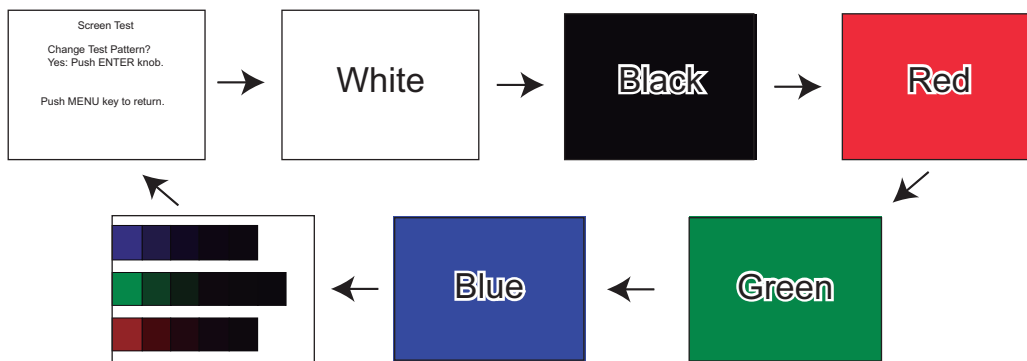 Screen Test
Change Test Pattern?
Yes: Push ENTER knob.
Push MENU key to return.
White
Black
Red
Green
Blue